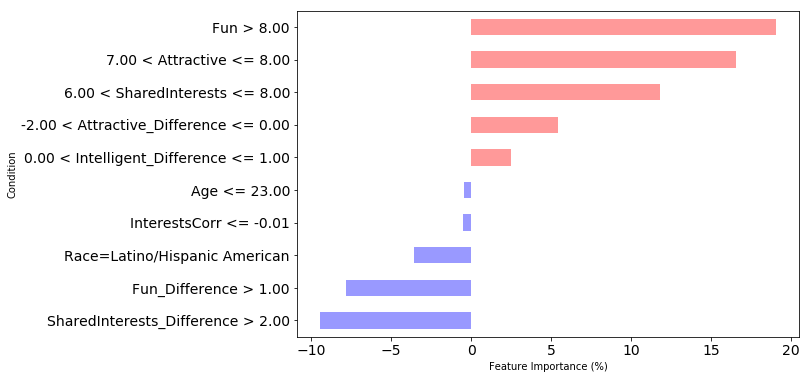 Fun > 8.00
7.00 < Attractive <= 8.00
6.00 < SharedInterests <= 8.00
-2.00 < Attractive_Difference <= 0.00
0.00 < Intelligent_Difference <= 1.00
Age <= 23.00
InterestsCorr <= -0.01
Race=Latino/Hispanic American
Fun_Difference > 1.00
SharedInterests_Difference > 2.00
Condition
−10 −5 0 5 10 15 20
Feature Importance (%)